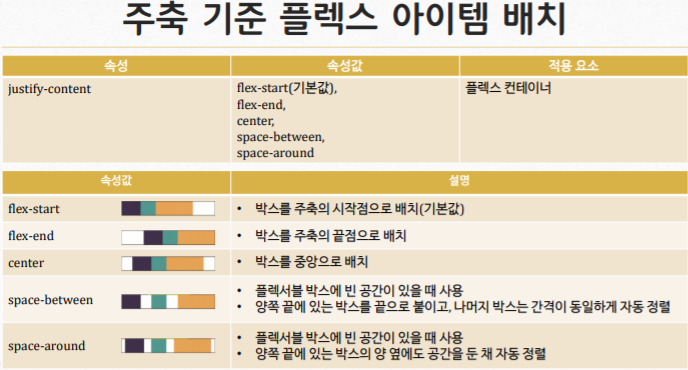 주축 기준 플렉스 아이템 배치
속성 속성값 적용 요소
justify-content flex-start(기본값), 플렉스 컨테이너
flex-end,
center,
space-between,
space-around
속성값 설명
flex-start • 박스를 주축의 시작점으로 배치(기본값)
flex-end • 박스를 주축의 끝점으로 배치
center • 박스를 중앙으로 배치
space-between • 플렉서블 박스에 빈 공간이 있을 때 사용
• 양쪽 끝에 있는 박스를 끝으로 붙이고, 나머지 박스는 간격이 동일하게 자동 정렬
space-around • 플렉서블 박스에 빈 공간이 있을 때 사용
• 양쪽 끝에 있는 박스의 양 옆에도 공간을 둔 채 자동 정렬